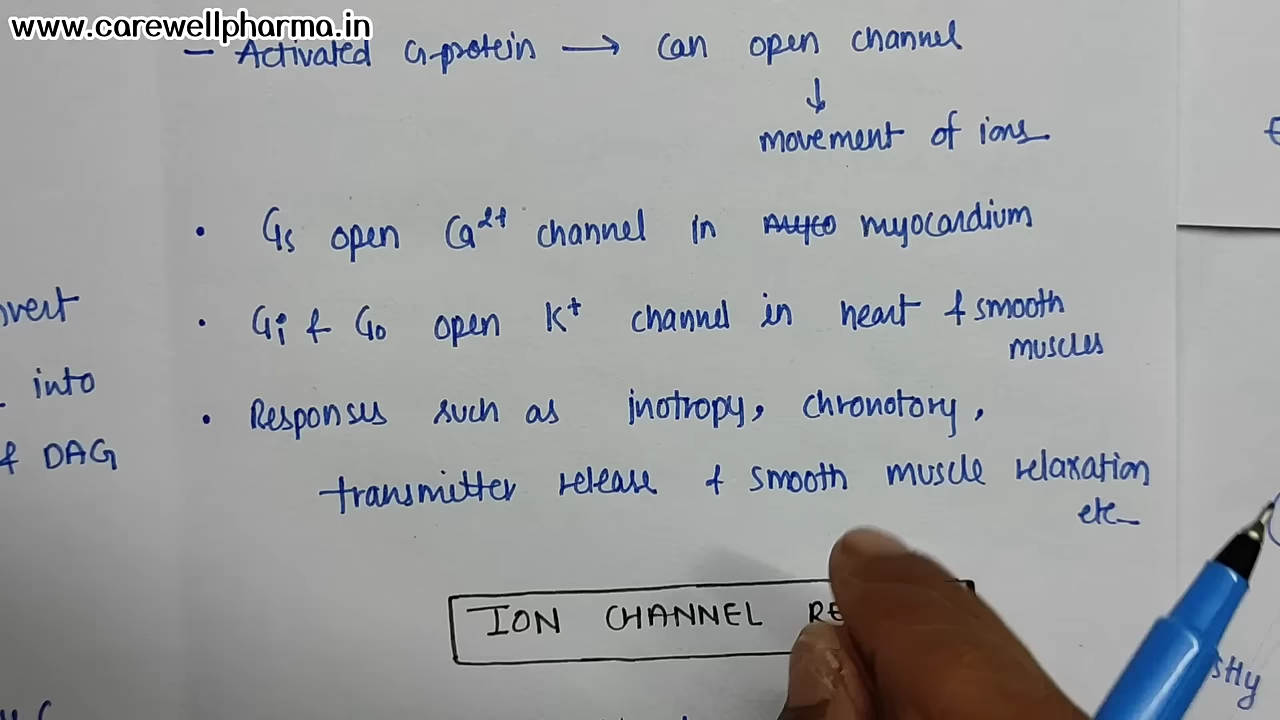 www.carewellpharma.in
- Activated G-protein → can open channel
↓
movement of ions
• Gs open Ca2+ channel in myocardium
• Gi & Go open K+ channel in heart & smooth
muscles
• Responses such as inotropy, chronotory,
transmitter release & smooth muscle relaxation
etc
ION CHANNEL RE
nvert
into
& DAG